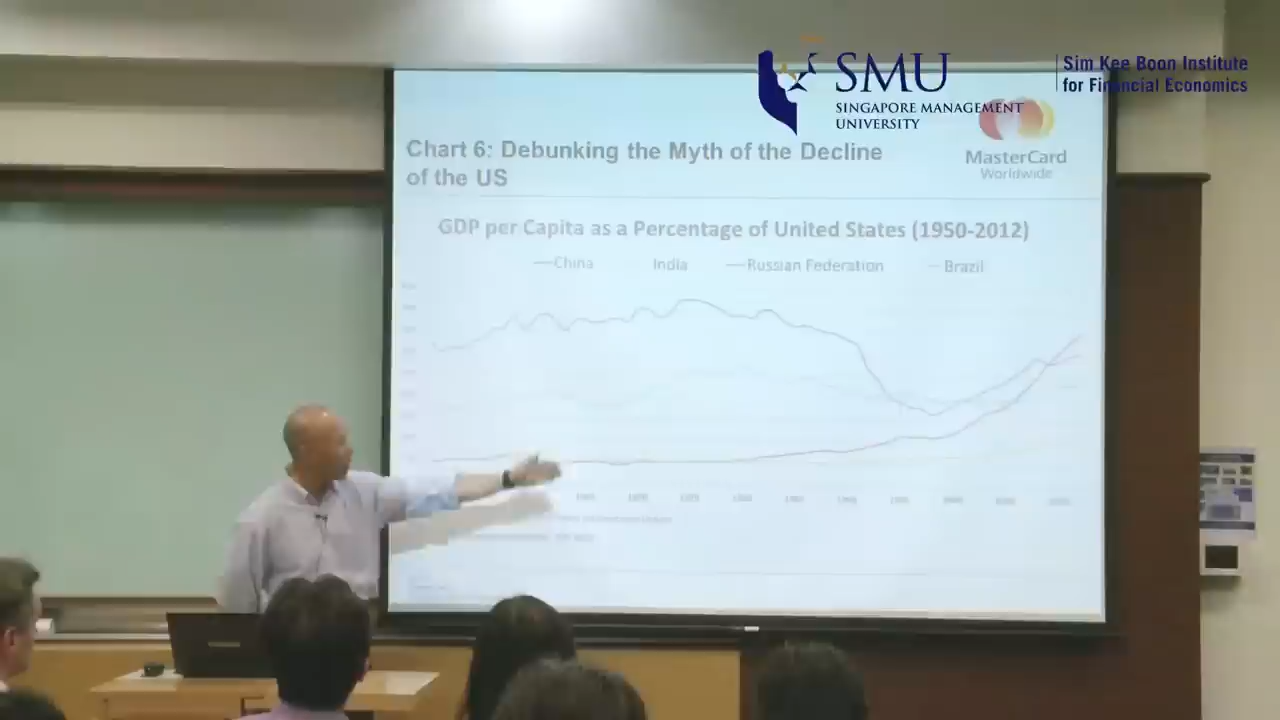 SMU
SINGAPORE MANAGEMENT
UNIVERSITY
Sim Kee Boon Institute
for Financial Economics
MasterCard
Worldwide
Chart 6: Debunking the Myth of the Decline
of the US
GDP per Capita as a Percentage of United States (1950-2012)
China India Russian Federation Brazil